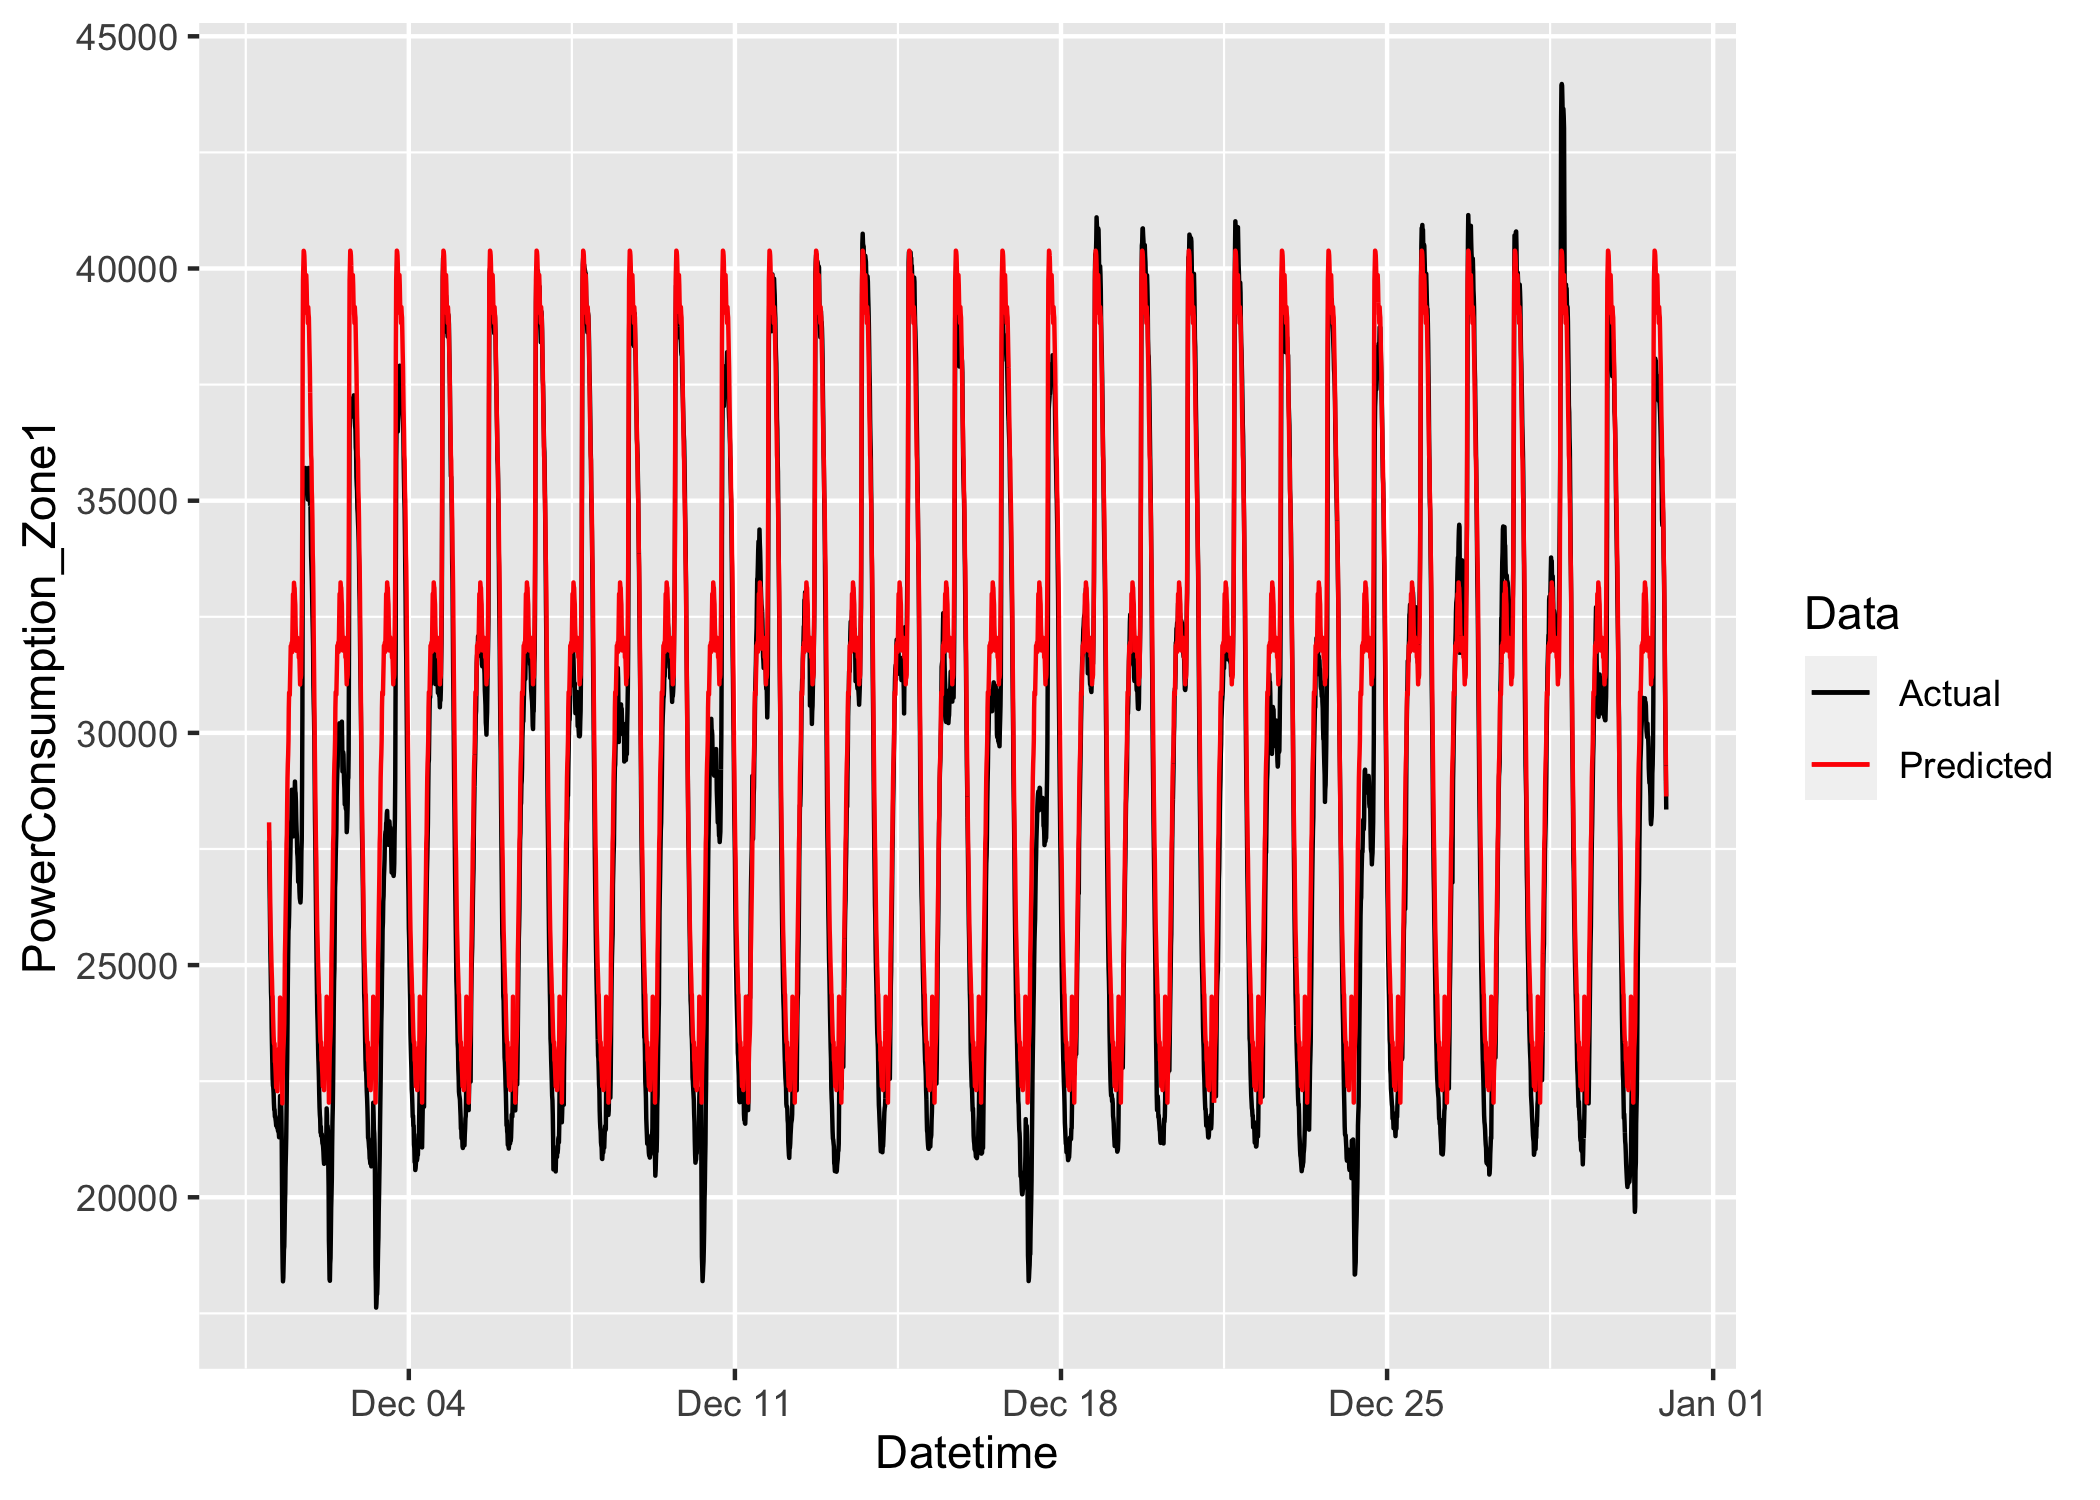 45000
40000
35000
30000
25000
20000
PowerConsumption_Zone1
Dec 04
Dec 11
Dec 18
Dec 25
Jan 01
Datetime
Data
Actual
Predicted